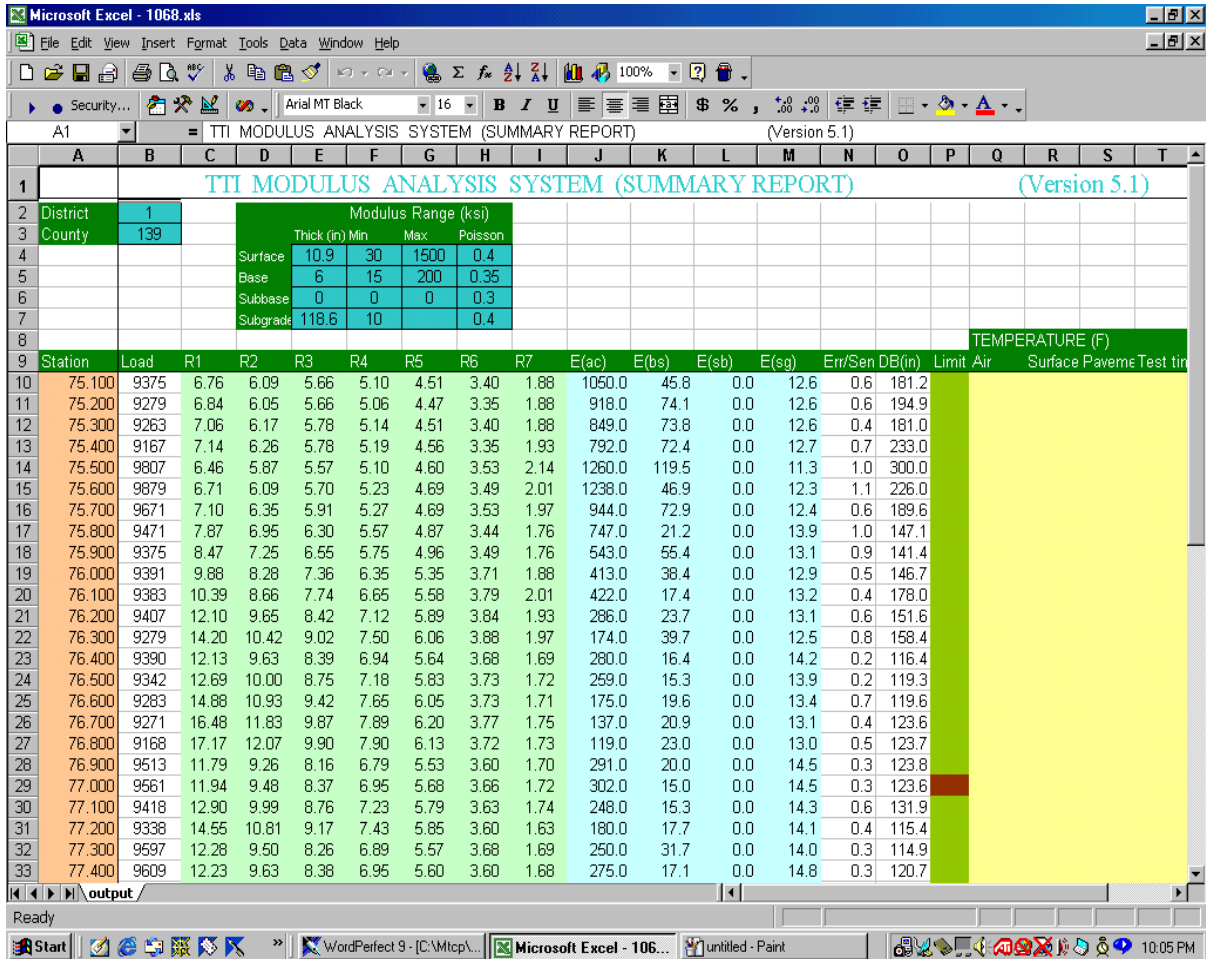 Microsoft Excel - 1068.xls
File Edit View Insert Format Tools Data Window Help
100%
Security... Arial MT Black 16 B I U $ % ,
A1 = TTI MODULUS ANALYSIS SYSTEM (SUMMARY REPORT) (Version 5.1)
A B C D E F G H I J K L M N O P Q R S T
1 TTI MODULUS ANALYSIS SYSTEM (SUMMARY REPORT) (Version 5.1)
2 District 1 Modulus Range (ksi)
3 County 139 Thick (in) Min Max Poisson
4 Surface 10.9 30 1500 0.4
5 Base 6 15 200 0.35
6 Subbase 0 0 0 0.3
7 Subgrade 118.6 10 0.4
8 TEMPERATURE (F)
9 Station Load R1 R2 R3 R4 R5 R6 R7 E(ac) E(bs) E(sb) E(sg) Err/Sen DB(in) Limit Air Surface Paveme Test tin
10 75.100 9375 6.76 6.09 5.66 5.10 4.51 3.40 1.88 1050.0 45.8 0.0 12.6 0.6 181.2
11 75.200 9279 6.84 6.05 5.66 5.06 4.47 3.35 1.88 918.0 74.1 0.0 12.6 0.6 194.9
12 75.300 9263 7.06 6.17 5.78 5.14 4.51 3.40 1.88 849.0 73.8 0.0 12.6 0.4 181.0
13 75.400 9167 7.14 6.26 5.78 5.19 4.56 3.35 1.93 792.0 72.4 0.0 12.7 0.7 233.0
14 75.500 9807 6.46 5.87 5.57 5.10 4.60 3.53 2.14 1260.0 119.5 0.0 11.3 1.0 300.0
15 75.600 9879 6.71 6.09 5.70 5.23 4.69 3.49 2.01 1238.0 46.9 0.0 12.3 1.1 226.0
16 75.700 9671 7.10 6.35 5.91 5.27 4.69 3.53 1.97 944.0 72.9 0.0 12.4 0.6 189.6
17 75.800 9471 7.87 6.95 6.30 5.57 4.87 3.44 1.76 747.0 21.2 0.0 13.9 1.0 147.1
18 75.900 9375 8.47 7.25 6.55 5.75 4.96 3.49 1.76 543.0 55.4 0.0 13.1 0.9 141.4
19 76.000 9391 9.88 8.28 7.36 6.35 5.35 3.71 1.88 413.0 38.4 0.0 12.9 0.5 146.7
20 76.100 9383 10.39 8.66 7.74 6.65 5.58 3.79 2.01 422.0 17.4 0.0 13.2 0.4 178.0
21 76.200 9407 12.10 9.65 8.42 7.12 5.89 3.84 1.93 286.0 23.7 0.0 13.1 0.6 151.6
22 76.300 9279 14.20 10.42 9.02 7.50 6.06 3.88 1.97 174.0 39.7 0.0 12.5 0.8 158.4
23 76.400 9390 12.13 9.63 8.39 6.94 5.64 3.68 1.69 280.0 16.4 0.0 14.2 0.2 116.4
24 76.500 9342 12.69 10.00 8.75 7.18 5.83 3.73 1.72 259.0 15.3 0.0 13.9 0.2 119.3
25 76.600 9283 14.88 10.93 9.42 7.65 6.05 3.73 1.71 175.0 19.6 0.0 13.4 0.7 119.6
26 76.700 9271 16.48 11.83 9.87 7.89 6.20 3.77 1.75 137.0 20.9 0.0 13.1 0.4 123.6
27 76.800 9168 17.17 12.07 9.90 7.90 6.13 3.72 1.73 119.0 23.0 0.0 13.0 0.5 123.7
28 76.900 9513 11.79 9.26 8.16 6.79 5.53 3.60 1.70 291.0 20.0 0.0 14.5 0.3 123.8
29 77.000 9561 11.94 9.48 8.37 6.95 5.68 3.66 1.72 302.0 15.0 0.0 14.5 0.3 123.6
30 77.100 9418 12.90 9.99 8.76 7.23 5.79 3.63 1.74 248.0 15.3 0.0 14.3 0.6 131.9
31 77.200 9338 14.55 10.81 9.17 7.43 5.85 3.60 1.63 180.0 17.7 0.0 14.1 0.4 115.4
32 77.300 9597 12.28 9.50 8.26 6.89 5.57 3.68 1.69 250.0 31.7 0.0 14.0 0.3 114.9
33 77.400 9609 12.23 9.63 8.38 6.95 5.60 3.60 1.68 275.0 17.1 0.0 14.8 0.3 120.7
output
Ready
Start » WordPerfect 9 - [C:\Mtcp\... Microsoft Excel - 106... untitled - Paint 10:05 PM